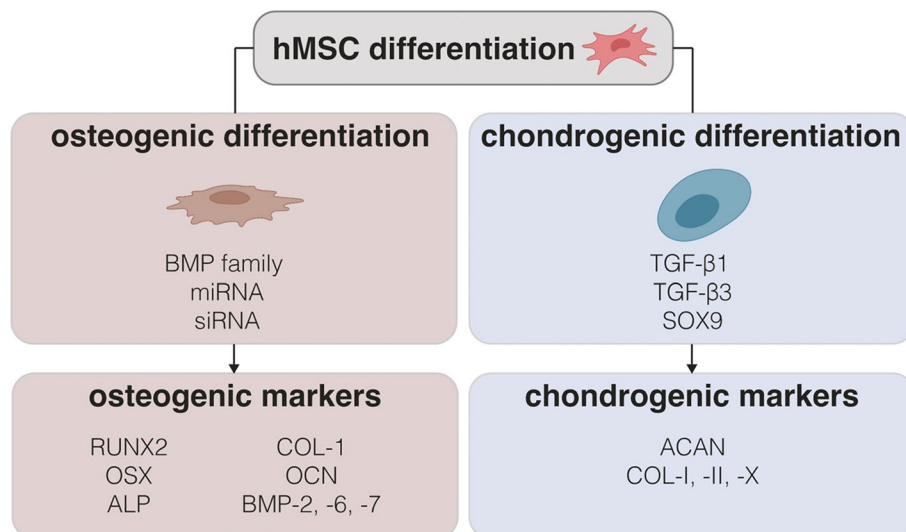 hMSC differentiation
osteogenic differentiation
BMP family
miRNA
siRNA
chondrogenic differentiation
TGF-β1
TGF-β3
SOX9
osteogenic markers
RUNX2
OSX
ALP
COL-1
OCN
BMP-2, -6, -7
chondrogenic markers
ACAN
COL-I, -II, -X